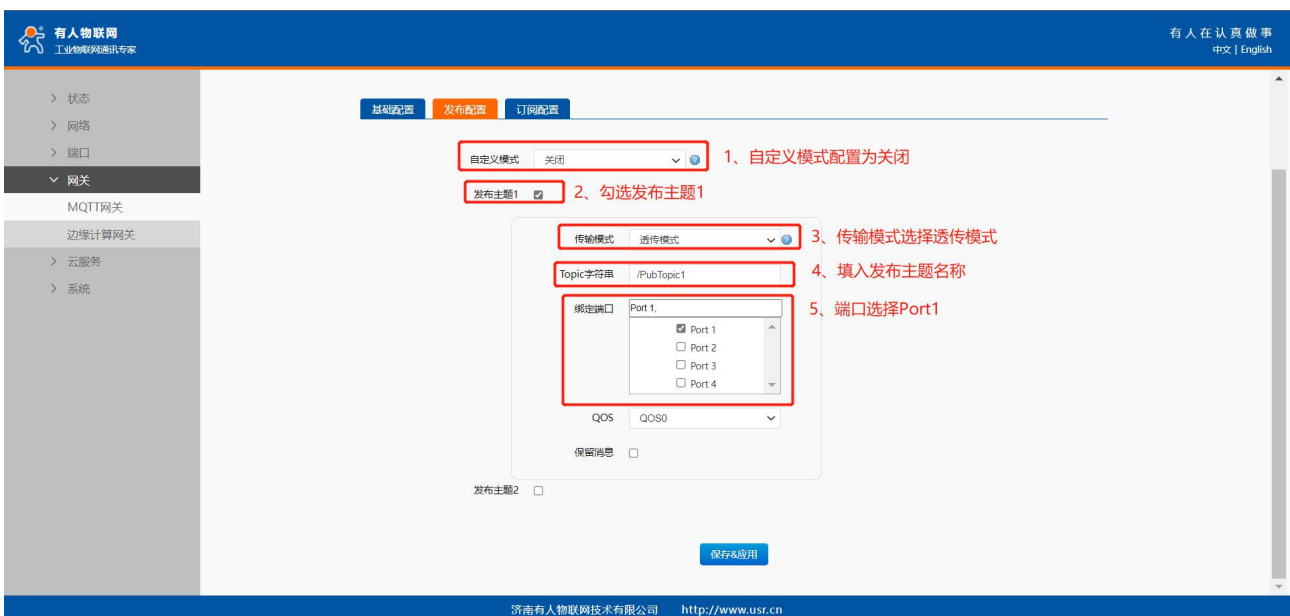 有人物联网
工业物联网通讯专家
有人在认真做事
中文 | English
状态
网络
端口
网关
MQTT网关
边缘计算网关
云服务
系统
基础配置 发布配置 订阅配置
自定义模式 关闭 1、自定义模式配置为关闭
发布主题1 2、勾选发布主题1
传输模式 透传模式 3、传输模式选择透传模式
Topic字符串 /PubTopic1 4、填入发布主题名称
绑定端口 Port 1, 5、端口选择Port1
Port 1
Port 2
Port 3
Port 4
QOS QOS0
保留消息
发布主题2
保存&应用
济南有人物联网技术有限公司 http://www.usr.cn